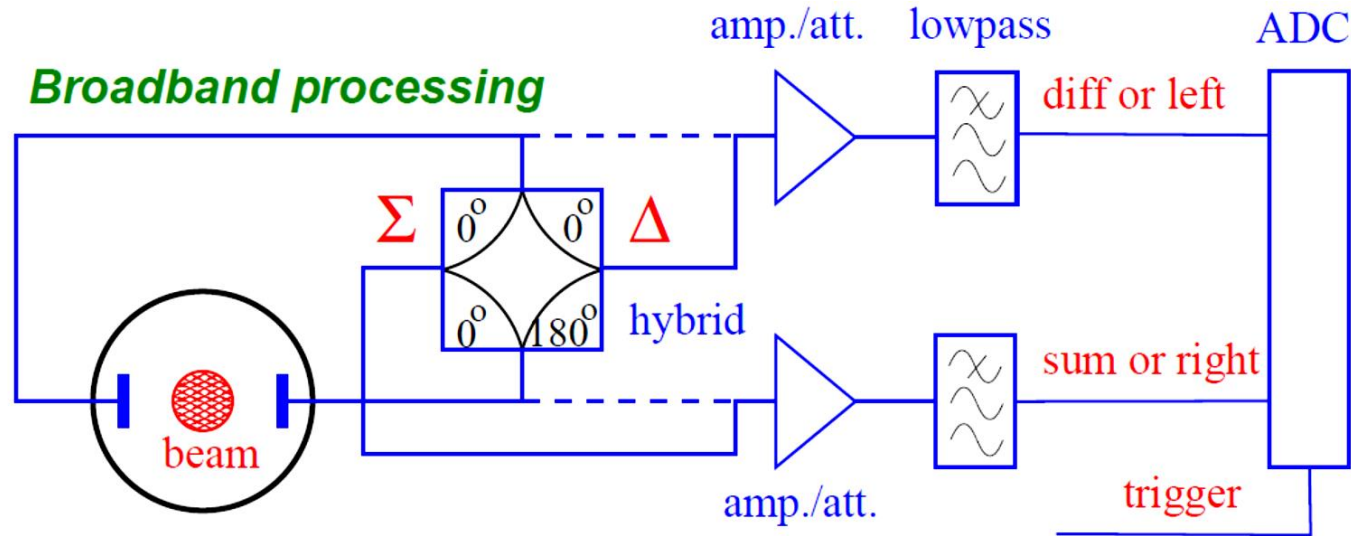 amp./att. lowpass ADC
Broadband processing
diff or left
Σ 0° 0° Δ
0° 180° hybrid
sum or right
beam
amp./att.
trigger